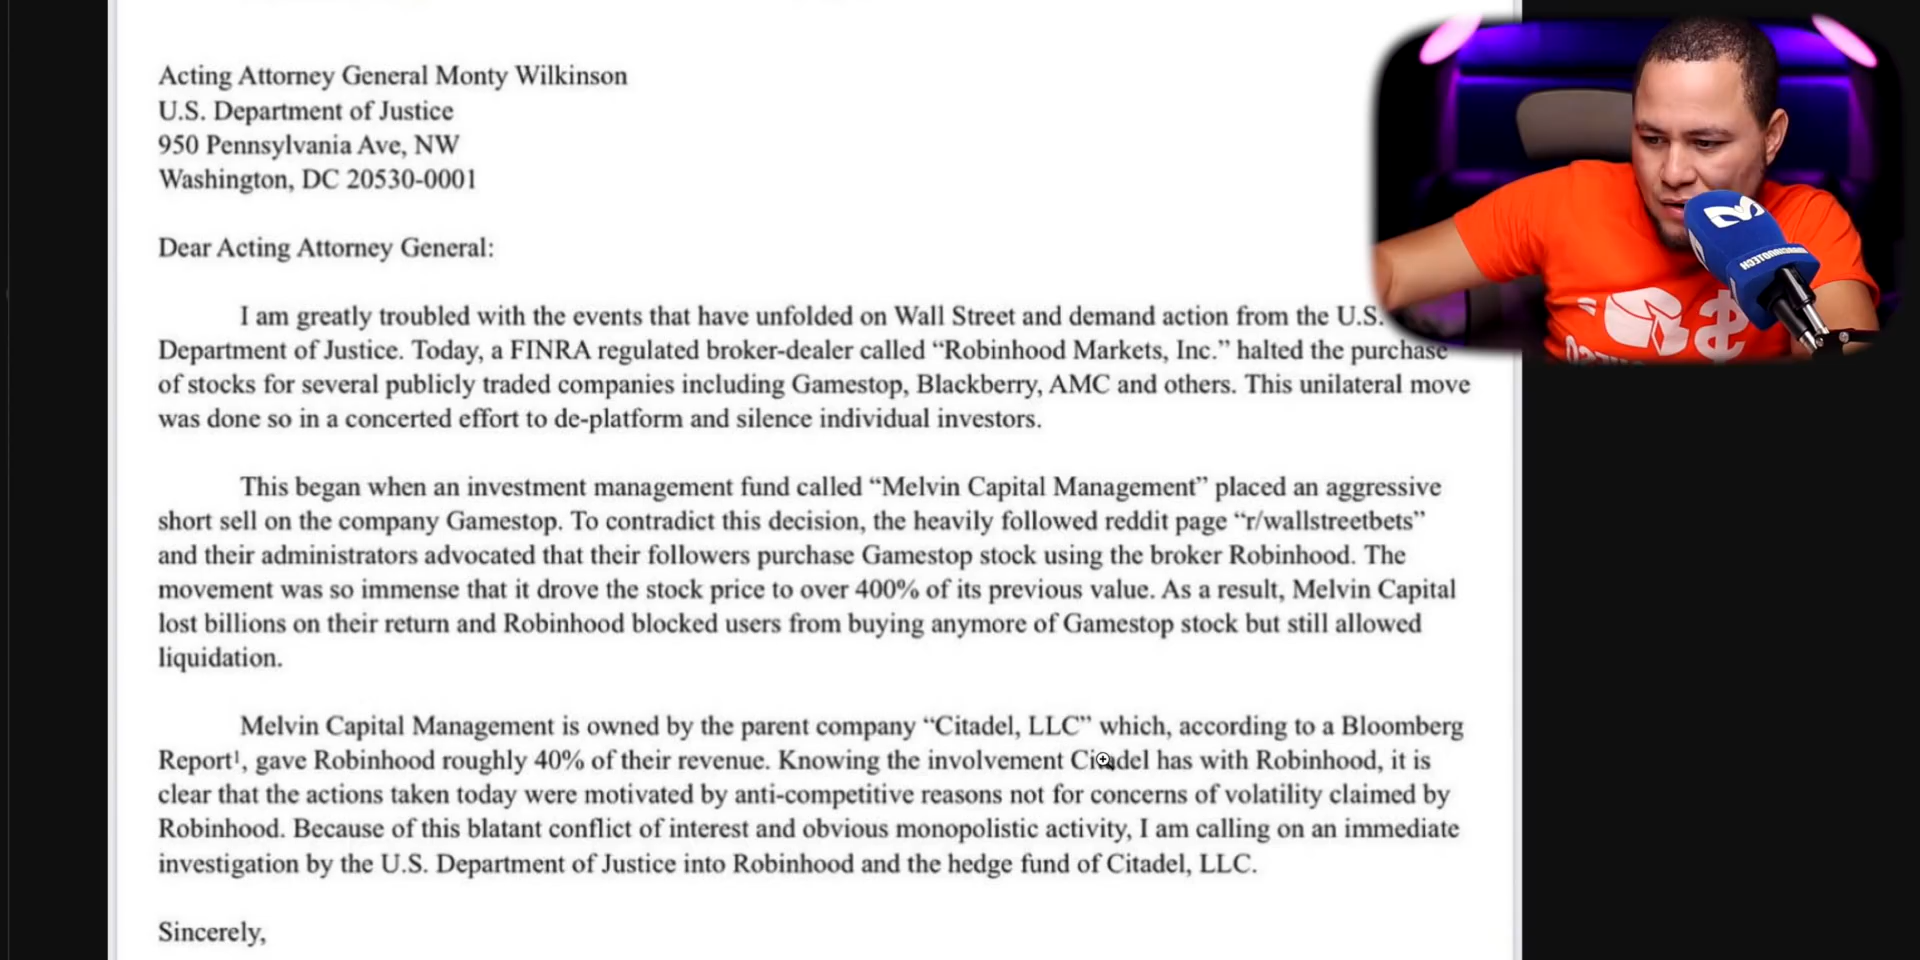 Acting Attorney General Monty Wilkinson
U.S. Department of Justice
950 Pennsylvania Ave, NW
Washington, DC 20530-0001
Dear Acting Attorney General:
I am greatly troubled with the events that have unfolded on Wall Street and demand action from the U.S.
Department of Justice. Today, a FINRA regulated broker-dealer called “Robinhood Markets, Inc.” halted the purchase
of stocks for several publicly traded companies including Gamestop, Blackberry, AMC and others. This unilateral move
was done so in a concerted effort to de-platform and silence individual investors.
This began when an investment management fund called “Melvin Capital Management” placed an aggressive
short sell on the company Gamestop. To contradict this decision, the heavily followed reddit page “r/wallstreetbets”
and their administrators advocated that their followers purchase Gamestop stock using the broker Robinhood. The
movement was so immense that it drove the stock price to over 400% of its previous value. As a result, Melvin Capital
lost billions on their return and Robinhood blocked users from buying anymore of Gamestop stock but still allowed
liquidation.
Melvin Capital Management is owned by the parent company “Citadel, LLC” which, according to a Bloomberg
Report¹, gave Robinhood roughly 40% of their revenue. Knowing the involvement Citadel has with Robinhood, it is
clear that the actions taken today were motivated by anti-competitive reasons not for concerns of volatility claimed by
Robinhood. Because of this blatant conflict of interest and obvious monopolistic activity, I am calling on an immediate
investigation by the U.S. Department of Justice into Robinhood and the hedge fund of Citadel, LLC.
Sincerely,